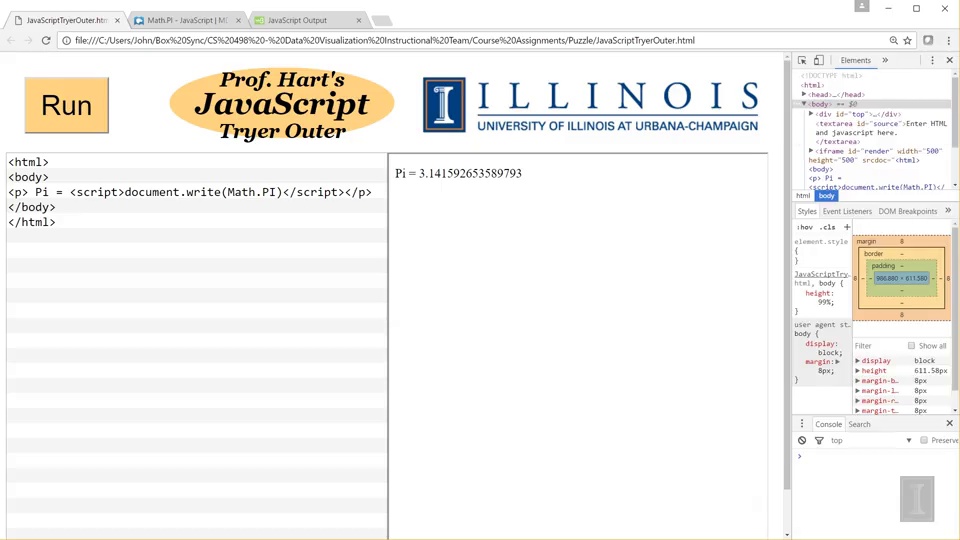 JavaScriptTryerOuter.htm
Math.PI - JavaScript | M
JavaScript Output
file:///C:/Users/John/Box%20Sync/CS%20498%20-%20Data%20Visualization%20Instructional%20Team/Course%20Assignments/Puzzle/JavaScriptTryerOuter.html
Run
Prof. Hart's
JavaScript
Tryer Outer
I
ILLINOIS
UNIVERSITY OF ILLINOIS AT URBANA-CHAMPAIGN
<html>
<body>
<p> Pi = <script>document.write(Math.PI)</script></p>
</body>
</html>
Pi = 3.141592653589793
Elements
<!DOCTYPE html>
<html>
<head>…</head>
<body> == $0
<div id="top">…</div>
<textarea id="source">Enter HTML
and javascript here.
</textarea>
<iframe id="render" width="500"
height="500" srcdoc="<html>
<body>
<p> Pi =
<script>document.write(Math.PI)</
html body
Styles Event Listeners DOM Breakpoints
:hov .cls +
element.style
{
}
JavaScriptTry…
html, body {
height:
99%;
}
user agent st…
body {
display:
block;
margin:
8px;
}
margin 8
border –
padding –
8 – – 986.880 × 611.580 – – 8
–
–
8
Filter Show all
display block
height 611.58px
margin-b… 8px
margin-l… 8px
margin-r… 8px
margin-t… 8px
Console Search
top Preserve
>
I